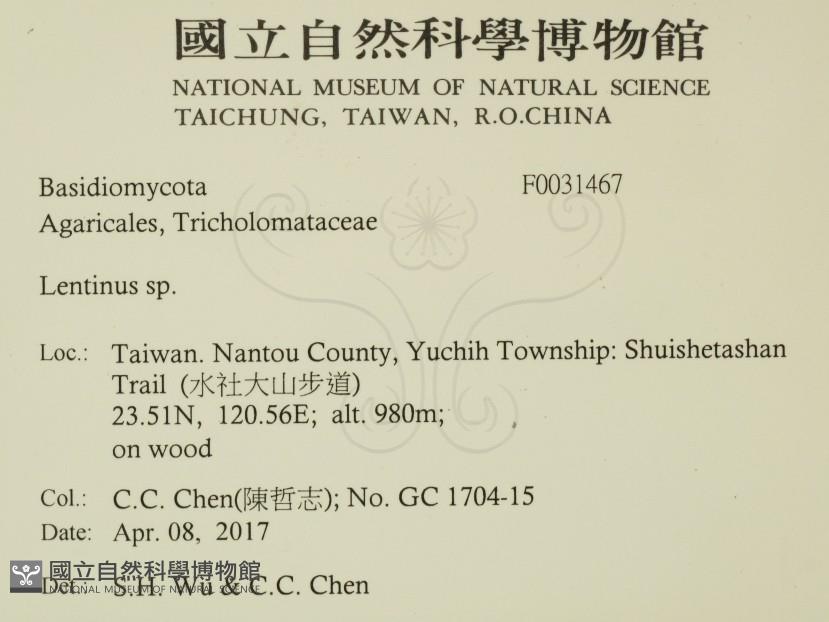 國立自然科學博物館
NATIONAL MUSEUM OF NATURAL SCIENCE
TAICHUNG, TAIWAN, R.O.CHINA
Basidiomycota F0031467
Agaricales, Tricholomataceae
Lentinus sp.
Loc.: Taiwan. Nantou County, Yuchih Township: Shuishetashan
Trail (水社大山步道)
23.51N, 120.56E; alt. 980m;
on wood
Col.: C.C. Chen(陳哲志); No. GC 1704-15
Date: Apr. 08, 2017
國立自然科學博物館
NATIONAL MUSEUM OF NATURAL SCIENCE
Det.: S.H. Wu & C.C. Chen